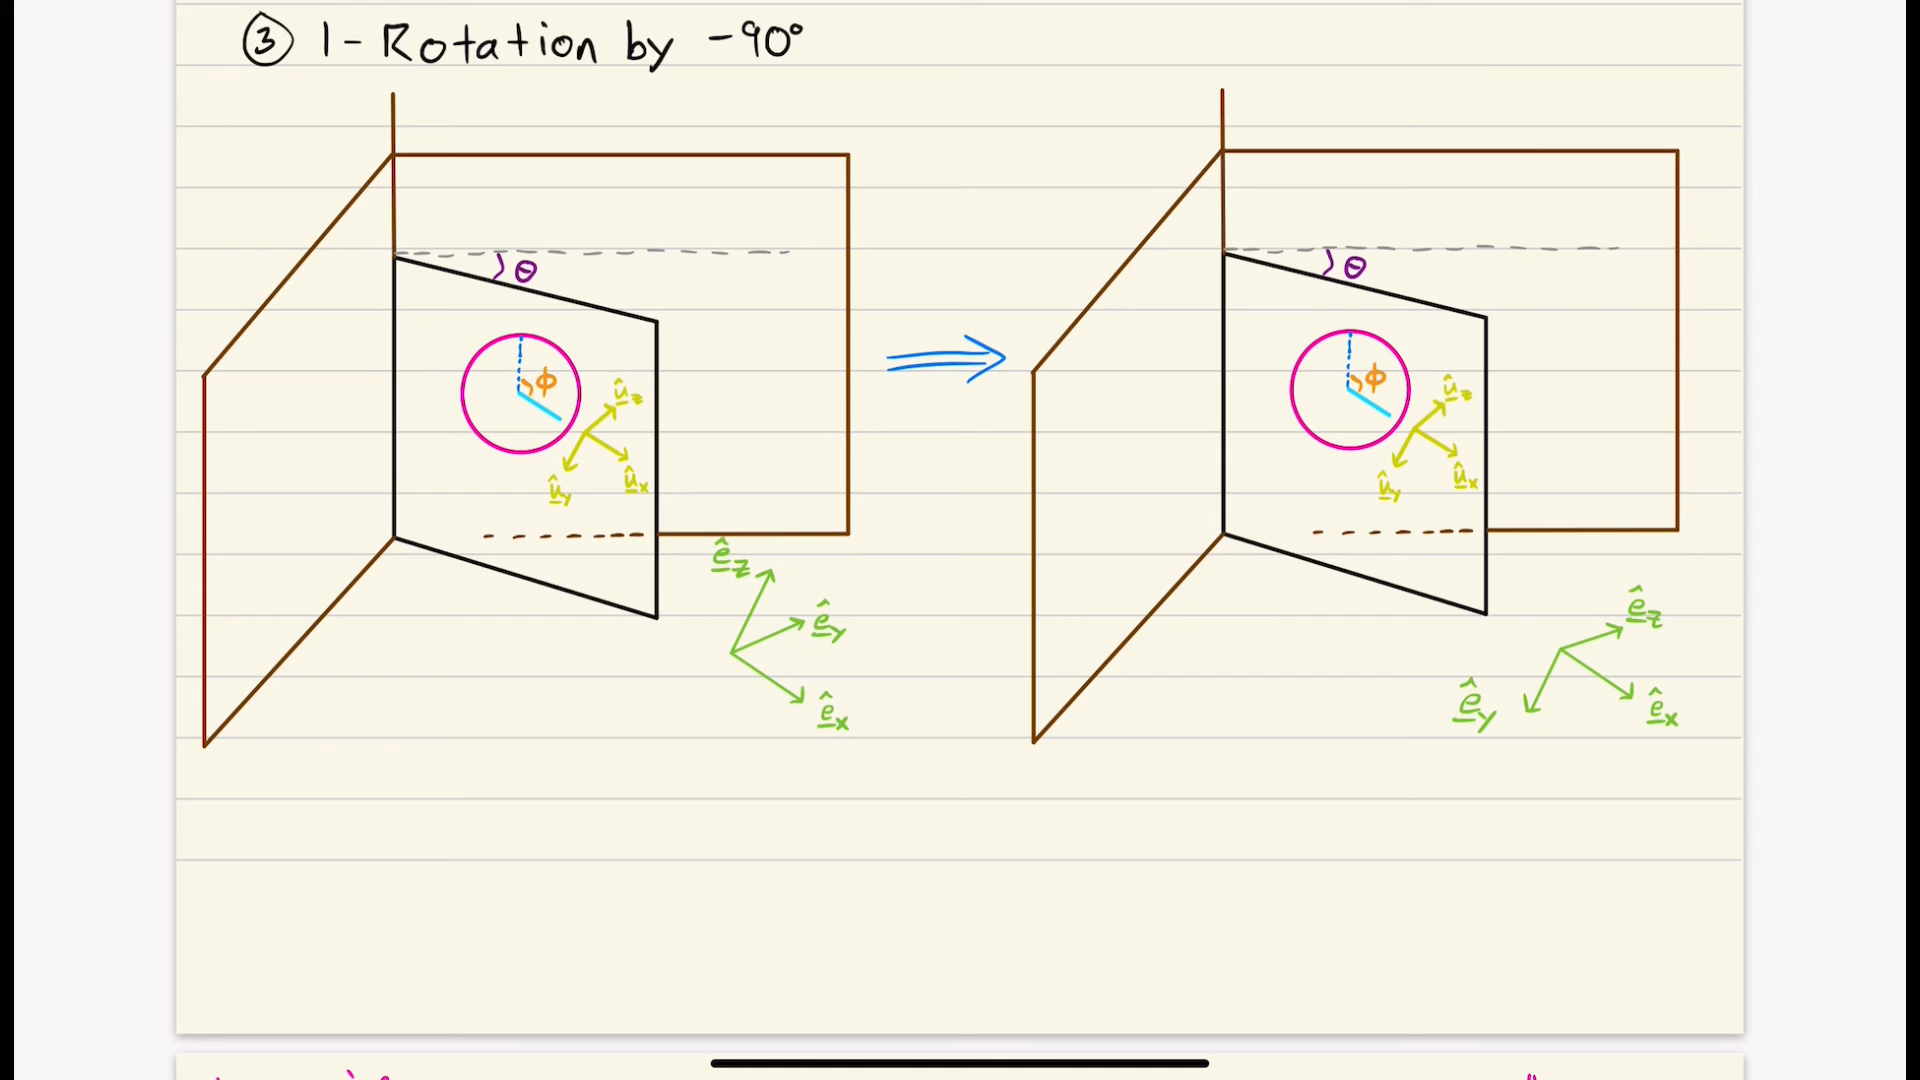 ③ 1 - Rotation by -90°
θ
φ
û_z
û_y
û_x
ê_z
ê_y
ê_x
θ
φ
û_z
û_y
û_x
ê_z
ê_y
ê_x